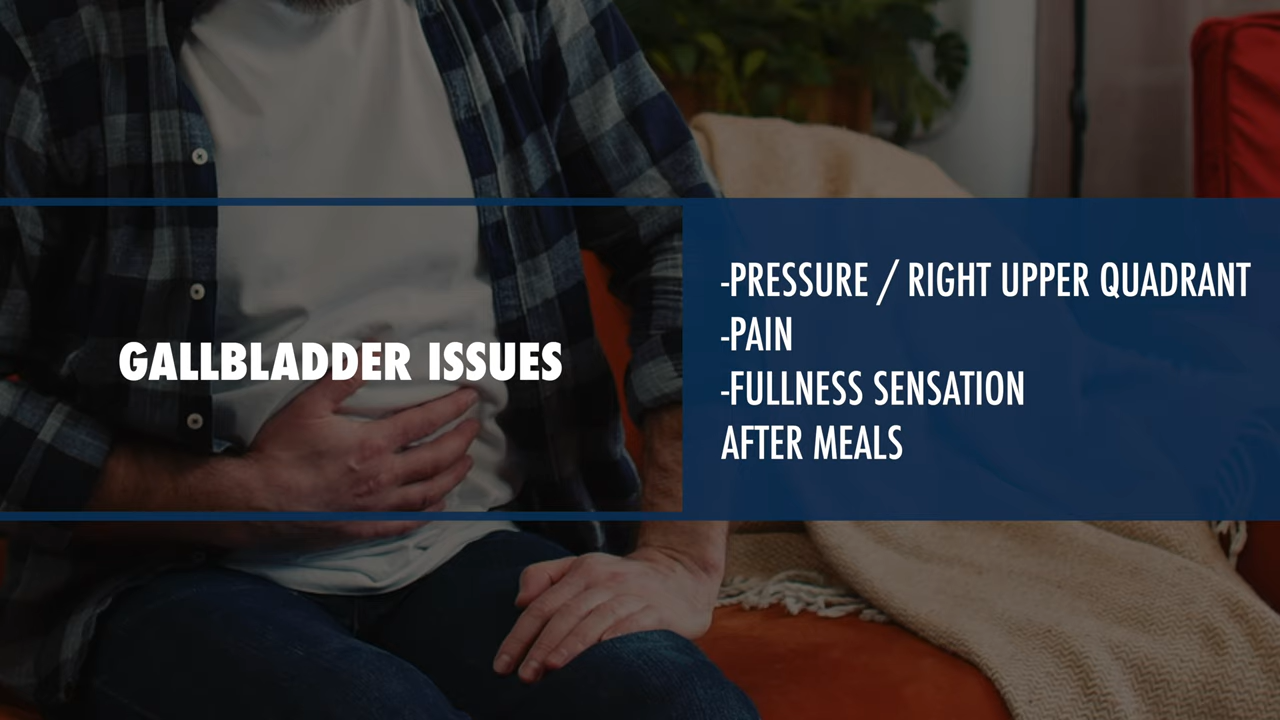 GALLBLADDER ISSUES
-PRESSURE / RIGHT UPPER QUADRANT
-PAIN
-FULLNESS SENSATION
AFTER MEALS